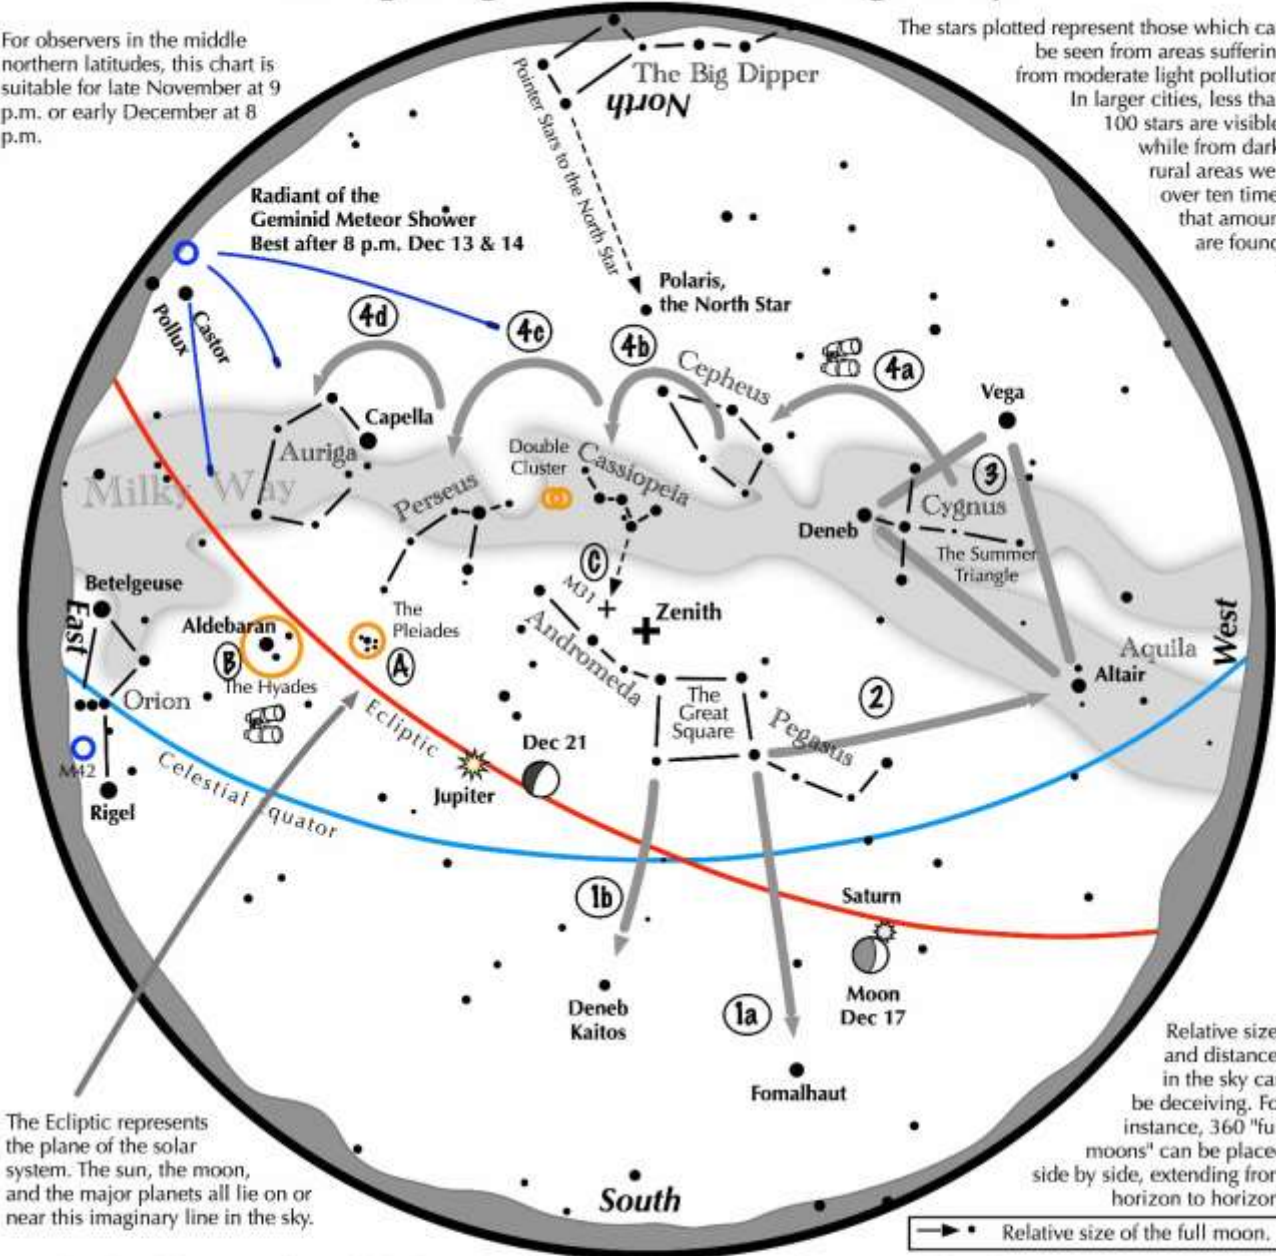 For observers in the middle
northern latitudes, this chart is
suitable for late November at 9
p.m. or early December at 8
p.m.
The stars plotted represent those which ca
be seen from areas sufferin
from moderate light pollution
In larger cities, less tha
100 stars are visible
while from dark
rural areas we
over ten time
that amoun
are found
The Big Dipper
North
Pointer Stars to the North Star
Radiant of the
Geminid Meteor Shower
Best after 8 p.m. Dec 13 & 14
Polaris,
the North Star
Pollux
Castor
4d
4c
4b
4a
Cepheus
Vega
Capella
Auriga
Double
Cluster
Cassiopeia
3
Milky Way
Perseus
Cygnus
Deneb
The Summer
Triangle
C
M31
Betelgeuse
East
The
Pleiades
Zenith
West
Aldebaran
B
A
Andromeda
Aquila
Altair
The Hyades
Orion
The
Great
Square
2
Pegasus
Ecliptic
Dec 21
M42
Celestial Equator
Jupiter
Rigel
1b
Saturn
Deneb
Kaitos
1a
Moon
Dec 17
Fomalhaut
The Ecliptic represents
the plane of the solar
system. The sun, the moon,
and the major planets all lie on or
near this imaginary line in the sky.
Relative size
and distance
in the sky ca
be deceiving. Fo
instance, 360 "fu
moons" can be place
side by side, extending fron
horizon to horizon
South
Relative size of the full moon.